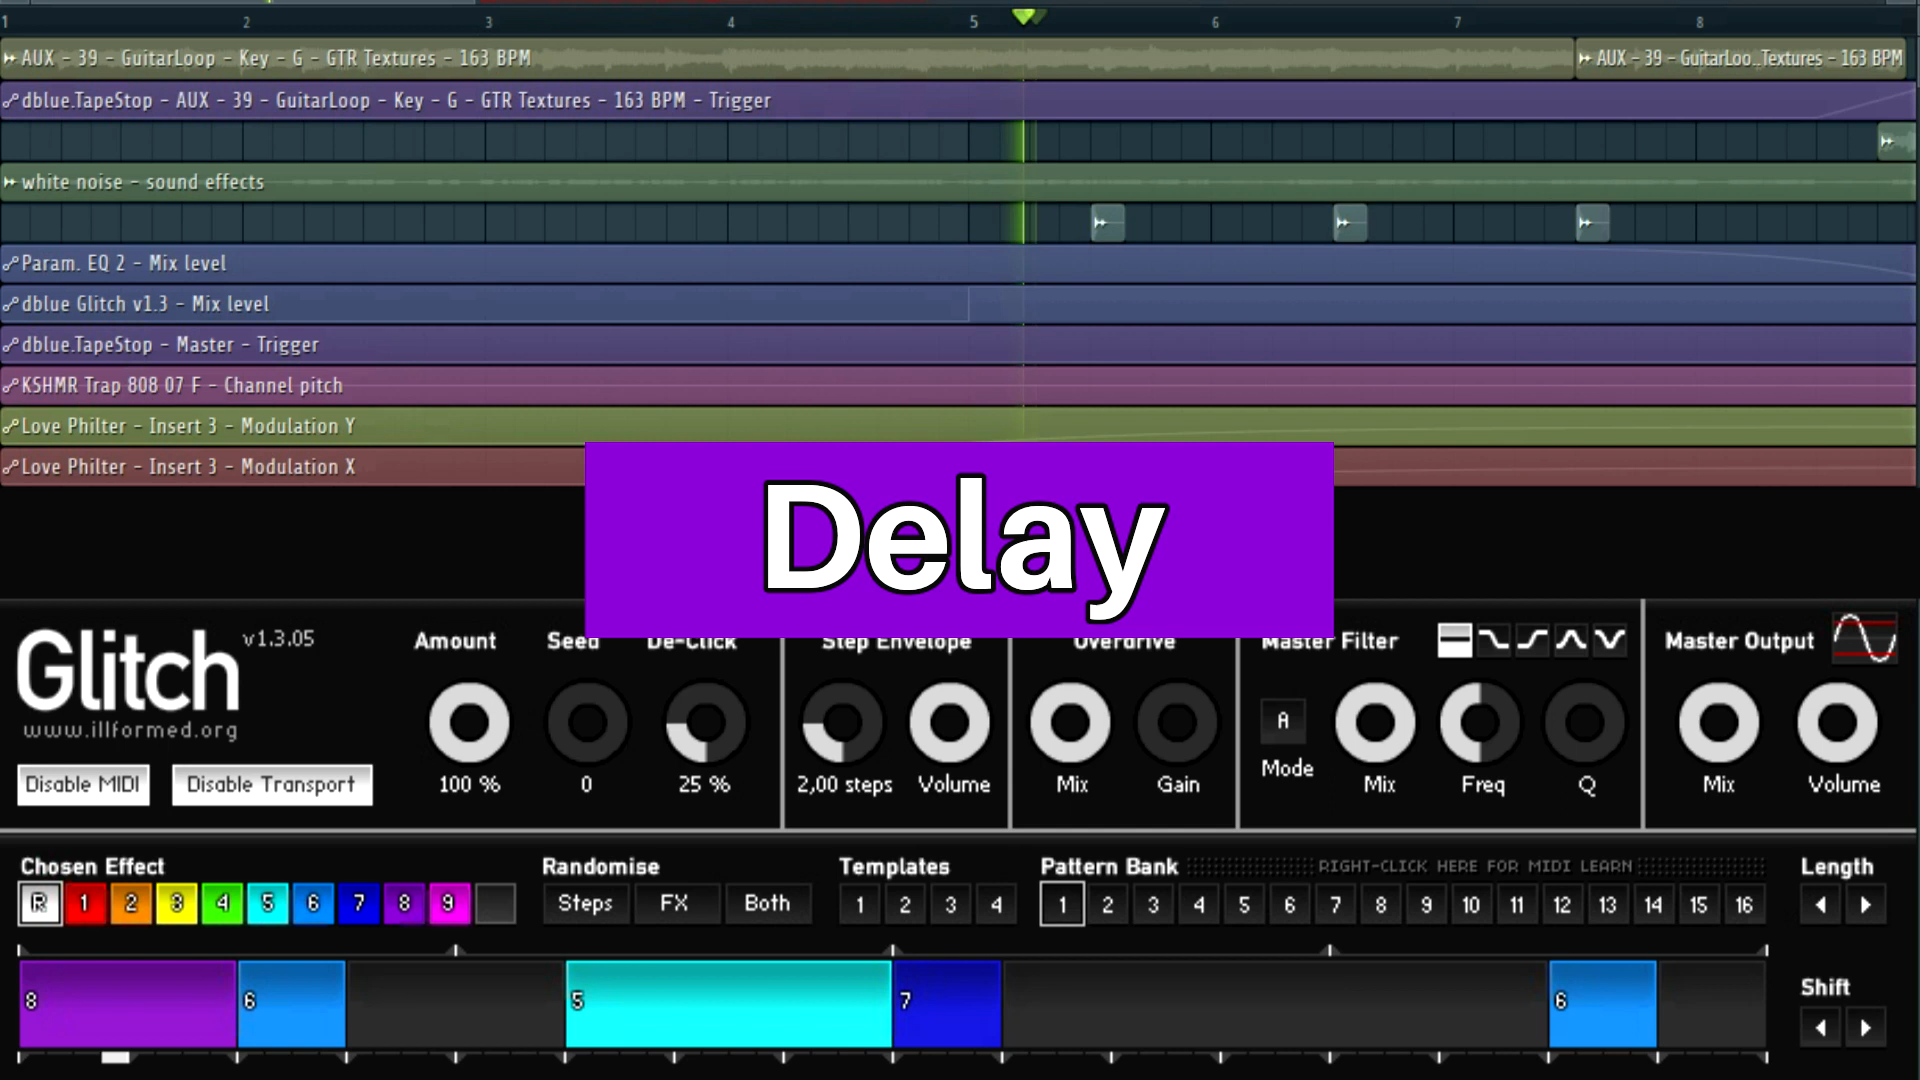 1 2 3 4 5 6 7 8
AUX - 39 - GuitarLoop - Key - G - GTR Textures - 163 BPM
AUX - 39 - GuitarLoo..Textures - 163 BPM
dblue.TapeStop - AUX - 39 - GuitarLoop - Key - G - GTR Textures - 163 BPM - Trigger
white noise - sound effects
Param. EQ 2 - Mix level
dblue Glitch v1.3 - Mix level
dblue.TapeStop - Master - Trigger
KSHMR Trap 808 07 F - Channel pitch
Love Philter - Insert 3 - Modulation Y
Love Philter - Insert 3 - Modulation X
Delay
Glitch v1.3.05
www.illformed.org
Disable MIDI Disable Transport
Amount Seed De-Click
100 % 0 25 %
Step Envelope
2,00 steps Volume
Overdrive
Mix Gain
Master Filter
A
Mode Mix Freq Q
Master Output
Mix Volume
Chosen Effect
R 1 2 3 4 5 6 7 8 9
Randomise
Steps FX Both
Templates
1 2 3 4
Pattern Bank RIGHT-CLICK HERE FOR MIDI LEARN
1 2 3 4 5 6 7 8 9 10 11 12 13 14 15 16
Length
8 6 5 7 6
Shift